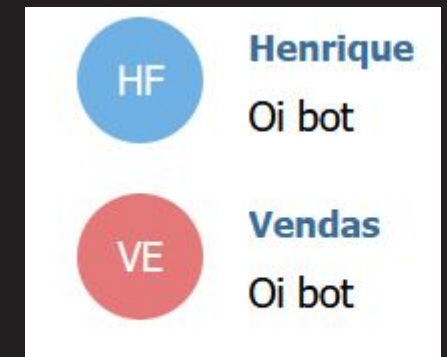 HF
Henrique
Oi bot
VE
Vendas
Oi bot